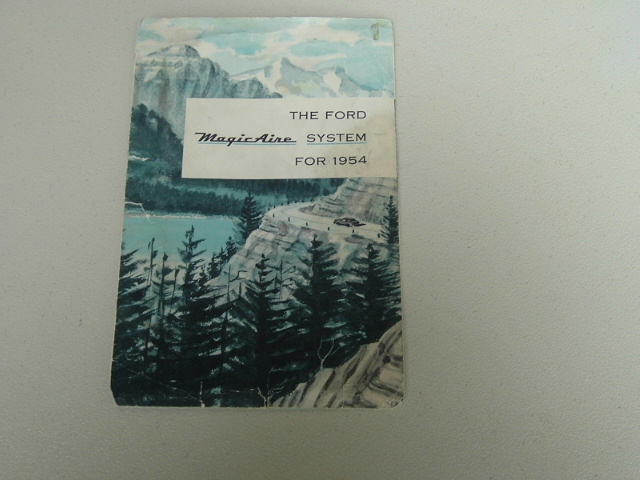 THE FORD
MagicAire SYSTEM
FOR 1954